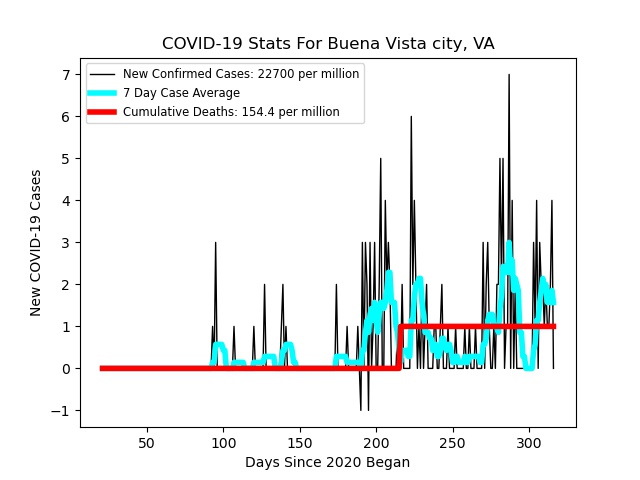 COVID-19 Stats For Buena Vista city, VA
New Confirmed Cases: 22700 per million
7 Day Case Average
Cumulative Deaths: 154.4 per million
New COVID-19 Cases
7
6
5
4
3
2
1
0
−1
50 100 150 200 250 300
Days Since 2020 Began